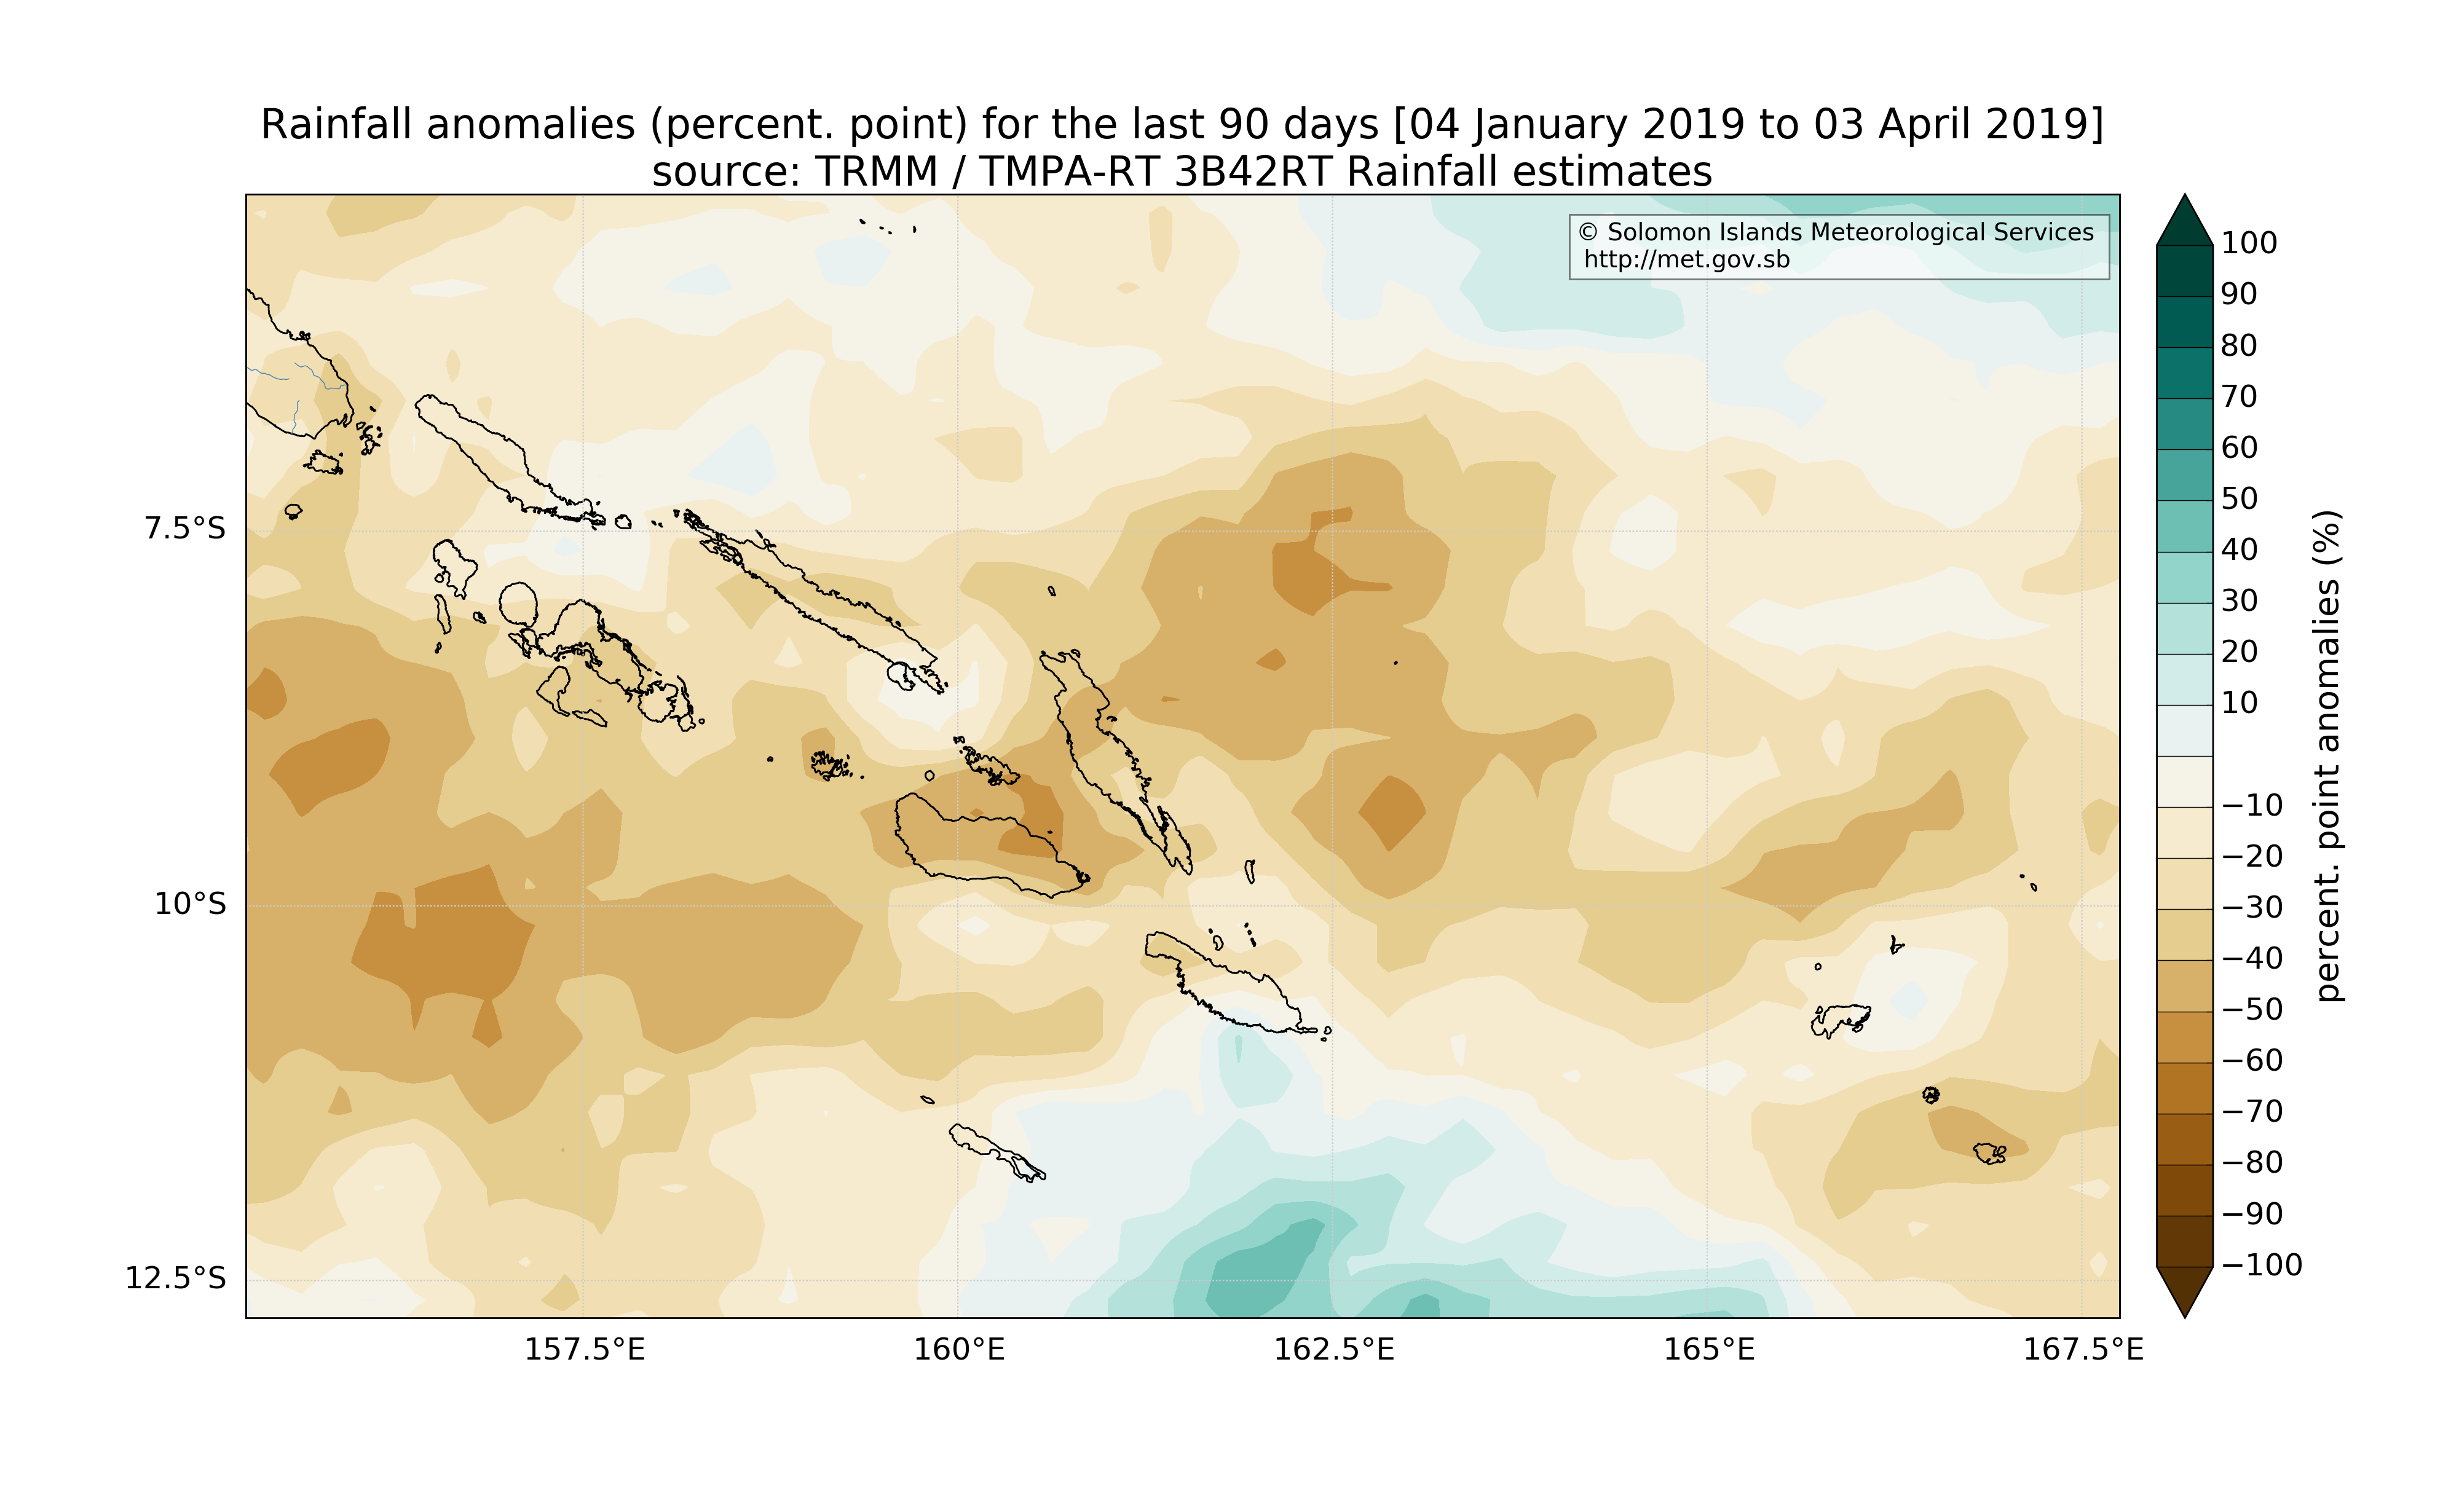 Rainfall anomalies (percent. point) for the last 90 days [04 January 2019 to 03 April 2019]
source: TRMM / TMPA-RT 3B42RT Rainfall estimates
© Solomon Islands Meteorological Services
http://met.gov.sb
7.5°S
10°S
12.5°S
157.5°E
160°E
162.5°E
165°E
167.5°E
100
90
80
70
60
50
40
30
20
10
−10
−20
−30
−40
−50
−60
−70
−80
−90
−100
percent. point anomalies (%)